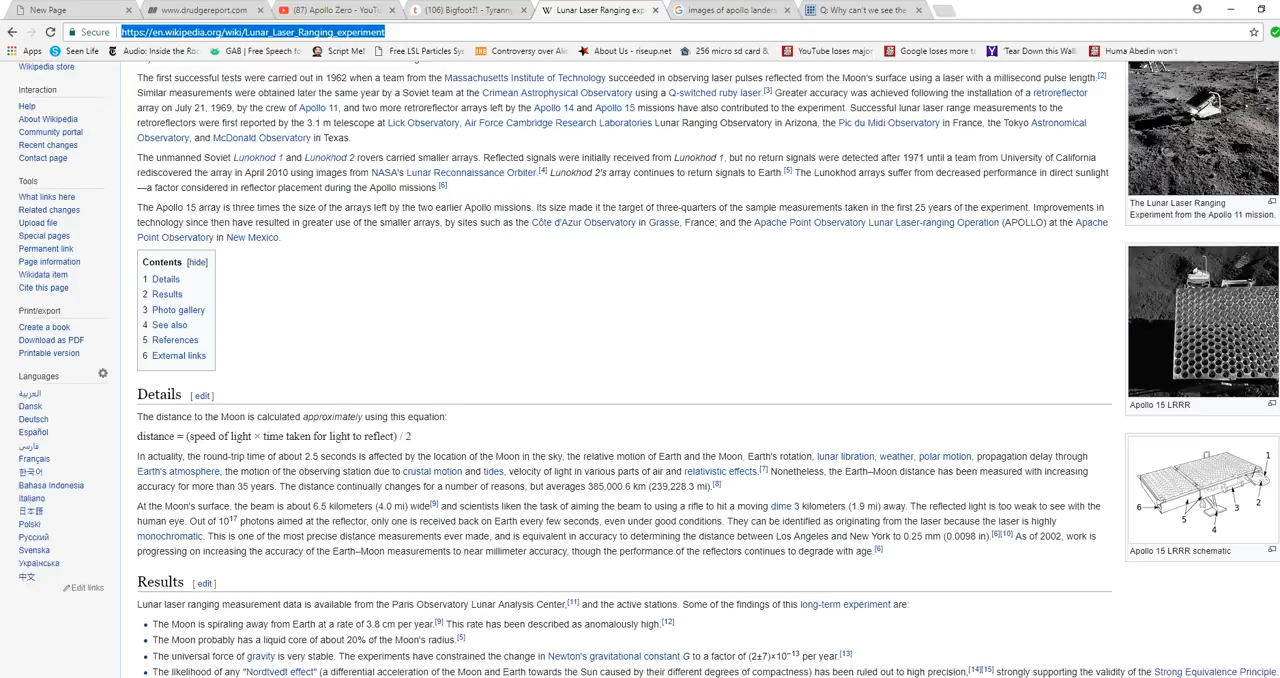 New Page
www.drudgereport.com
(87) Apollo Zero - YouTu
(106) Bigfoot?! - Tyranny
Lunar Laser Ranging exp
images of apollo landers
Q: Why can't we see the
Secure
https://en.wikipedia.org/wiki/Lunar_Laser_Ranging_experiment
Apps
Seen Life
Audio: Inside the Ro
GAB | Free Speech fo
Script Me!
Free LSL Particles Sy
Controversy over Ali
About Us - riseup.net
256 micro sd card &
YouTube loses major
Google loses more t
'Tear Down this Wall
Huma Abedin won't
Wikipedia store
Interaction
Help
About Wikipedia
Community portal
Recent changes
Contact page
Tools
What links here
Related changes
Upload file
Special pages
Permanent link
Page information
Wikidata item
Cite this page
Print/export
Create a book
Download as PDF
Printable version
Languages
العربية
Dansk
Deutsch
Español
فارسی
Français
한국어
Bahasa Indonesia
Italiano
日本語
Polski
Русский
Svenska
Українська
中文
Edit links
The first successful tests were carried out in 1962 when a team from the Massachusetts Institute of Technology succeeded in observing laser pulses reflected from the Moon's surface using a laser with a millisecond pulse length.[2]
Similar measurements were obtained later the same year by a Soviet team at the Crimean Astrophysical Observatory using a Q-switched ruby laser.[3] Greater accuracy was achieved following the installation of a retroreflector
array on July 21, 1969, by the crew of Apollo 11, and two more retroreflector arrays left by the Apollo 14 and Apollo 15 missions have also contributed to the experiment. Successful lunar laser range measurements to the
retroreflectors were first reported by the 3.1 m telescope at Lick Observatory, Air Force Cambridge Research Laboratories Lunar Ranging Observatory in Arizona, the Pic du Midi Observatory in France, the Tokyo Astronomical
Observatory, and McDonald Observatory in Texas.
The unmanned Soviet Lunokhod 1 and Lunokhod 2 rovers carried smaller arrays. Reflected signals were initially received from Lunokhod 1, but no return signals were detected after 1971 until a team from University of California
rediscovered the array in April 2010 using images from NASA's Lunar Reconnaissance Orbiter.[4] Lunokhod 2's array continues to return signals to Earth.[5] The Lunokhod arrays suffer from decreased performance in direct sunlight
—a factor considered in reflector placement during the Apollo missions.[6]
The Apollo 15 array is three times the size of the arrays left by the two earlier Apollo missions. Its size made it the target of three-quarters of the sample measurements taken in the first 25 years of the experiment. Improvements in
technology since then have resulted in greater use of the smaller arrays, by sites such as the Côte d'Azur Observatory in Grasse, France; and the Apache Point Observatory Lunar Laser-ranging Operation (APOLLO) at the Apache
Point Observatory in New Mexico.
Contents [hide]
1 Details
2 Results
3 Photo gallery
4 See also
5 References
6 External links
Details [ edit ]
The distance to the Moon is calculated approximately using this equation:
distance = (speed of light × time taken for light to reflect) / 2
In actuality, the round-trip time of about 2.5 seconds is affected by the location of the Moon in the sky, the relative motion of Earth and the Moon, Earth's rotation, lunar libration, weather, polar motion, propagation delay through
Earth's atmosphere, the motion of the observing station due to crustal motion and tides, velocity of light in various parts of air and relativistic effects.[7] Nonetheless, the Earth–Moon distance has been measured with increasing
accuracy for more than 35 years. The distance continually changes for a number of reasons, but averages 385,000.6 km (239,228.3 mi).[8]
At the Moon's surface, the beam is about 6.5 kilometers (4.0 mi) wide[9] and scientists liken the task of aiming the beam to using a rifle to hit a moving dime 3 kilometers (1.9 mi) away. The reflected light is too weak to see with the
human eye. Out of 10^17 photons aimed at the reflector, only one is received back on Earth every few seconds, even under good conditions. They can be identified as originating from the laser because the laser is highly
monochromatic. This is one of the most precise distance measurements ever made, and is equivalent in accuracy to determining the distance between Los Angeles and New York to 0.25 mm (0.0098 in).[6][10] As of 2002, work is
progressing on increasing the accuracy of the Earth–Moon measurements to near millimeter accuracy, though the performance of the reflectors continues to degrade with age.[6]
Results [ edit ]
Lunar laser ranging measurement data is available from the Paris Observatory Lunar Analysis Center,[11] and the active stations. Some of the findings of this long-term experiment are:
• The Moon is spiraling away from Earth at a rate of 3.8 cm per year.[9] This rate has been described as anomalously high.[12]
• The Moon probably has a liquid core of about 20% of the Moon's radius.[5]
• The universal force of gravity is very stable. The experiments have constrained the change in Newton's gravitational constant G to a factor of (2±7)×10^−13 per year.[13]
• The likelihood of any "Nordtvedt effect" (a differential acceleration of the Moon and Earth towards the Sun caused by their different degrees of compactness) has been ruled out to high precision,[14][15] strongly supporting the validity of the Strong Equivalence Principle.
The Lunar Laser Ranging
Experiment from the Apollo 11 mission.
Apollo 15 LRRR
1
2
3
4
5
6
Apollo 15 LRRR schematic